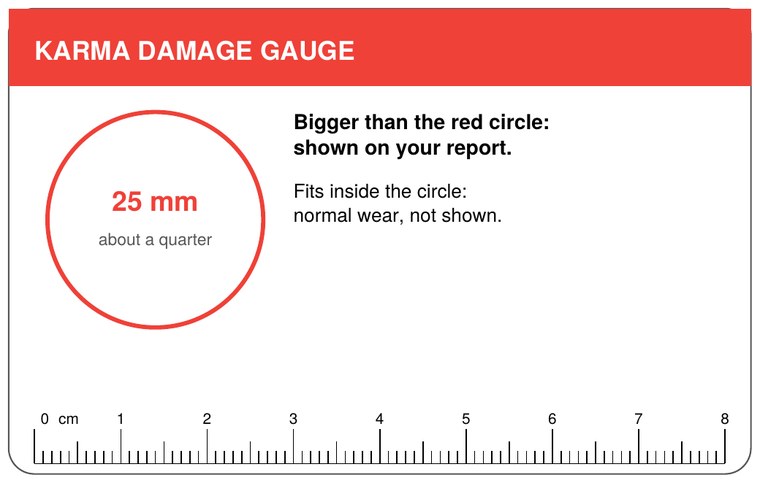 KARMA DAMAGE GAUGE
Bigger than the red circle:
shown on your report.
25 mm
about a quarter
Fits inside the circle:
normal wear, not shown.
0 cm 1 2 3 4 5 6 7 8